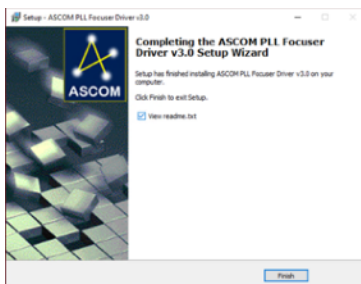 Setup - ASCOM PLL Focuser Driver v3.0
ASCOM
Completing the ASCOM PLL Focuser
Driver v3.0 Setup Wizard
Setup has finished installing ASCOM PLL Focuser Driver v3.0 on your
computer.
Click Finish to exit Setup.
View readme.txt
Finish